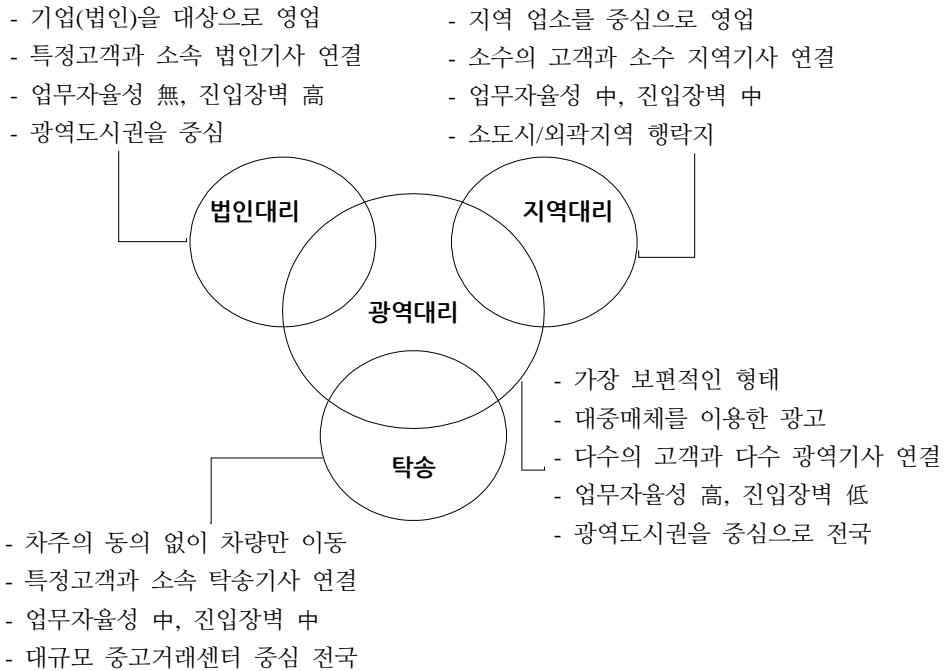 - 기업(법인)을 대상으로 영업
- 특정고객과 소속 법인기사 연결
- 업무자율성 無, 진입장벽 高
- 광역도시권을 중심
- 지역 업소를 중심으로 영업
- 소수의 고객과 소수 지역기사 연결
- 업무자율성 中, 진입장벽 中
- 소도시/외곽지역 행락지
법인대리
지역대리
광역대리
탁송
- 가장 보편적인 형태
- 대중매체를 이용한 광고
- 다수의 고객과 다수 광역기사 연결
- 업무자율성 高, 진입장벽 低
- 광역도시권을 중심으로 전국
- 차주의 동의 없이 차량만 이동
- 특정고객과 소속 탁송기사 연결
- 업무자율성 中, 진입장벽 中
- 대규모 중고거래센터 중심 전국